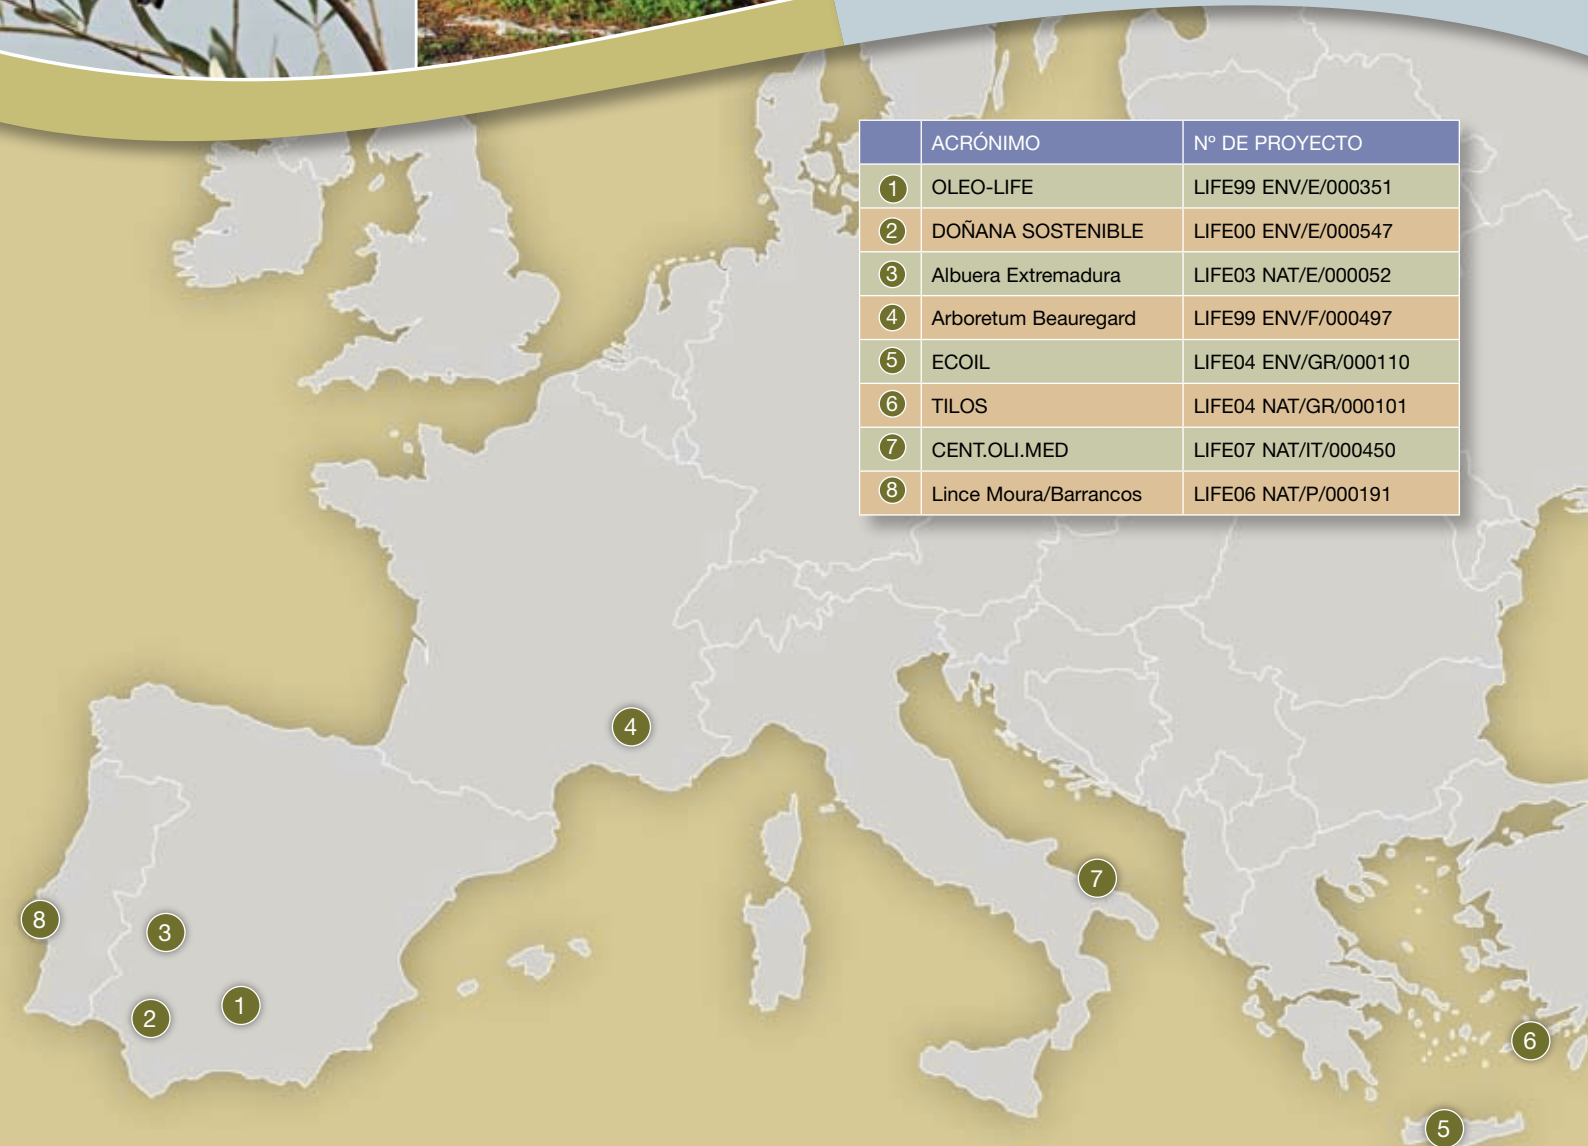 ACRÓNIMO Nº DE PROYECTO
1 OLEO-LIFE LIFE99 ENV/E/000351
2 DOÑANA SOSTENIBLE LIFE00 ENV/E/000547
3 Albuera Extremadura LIFE03 NAT/E/000052
4 Arboretum Beauregard LIFE99 ENV/F/000497
5 ECOIL LIFE04 ENV/GR/000110
6 TILOS LIFE04 NAT/GR/000101
7 CENT.OLI.MED LIFE07 NAT/IT/000450
8 Lince Moura/Barrancos LIFE06 NAT/P/000191
4
7
8
3
1
2
6
5